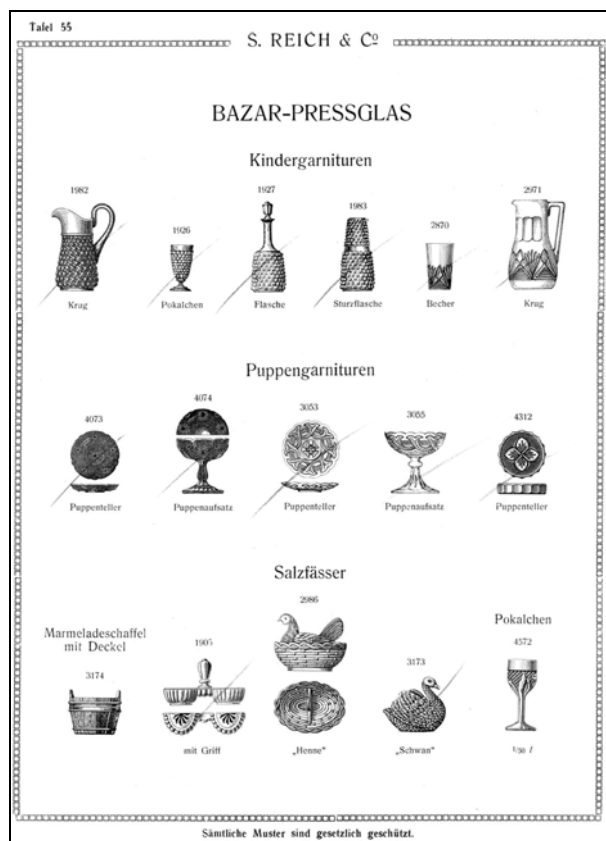 Tafel 55
S. REICH & Co
BAZAR-PRESSGLAS
Kindergarnituren
1982 1926 1927 1983 2870 2971
Krug Pokalchen Flasche Sturzflasche Becher Krug
Puppengarnituren
4073 4074 3053 3055 4312
Puppenteller Puppenaufsatz Puppenteller Puppenaufsatz Puppenteller
Salzfässer
Marmeladeschaffel
mit Deckel
Pokalchen
3174 1905 2986 3173 4572
mit Griff „Henne“ „Schwan“ 1/50 l
Sämtliche Muster sind gesetzlich geschützt.